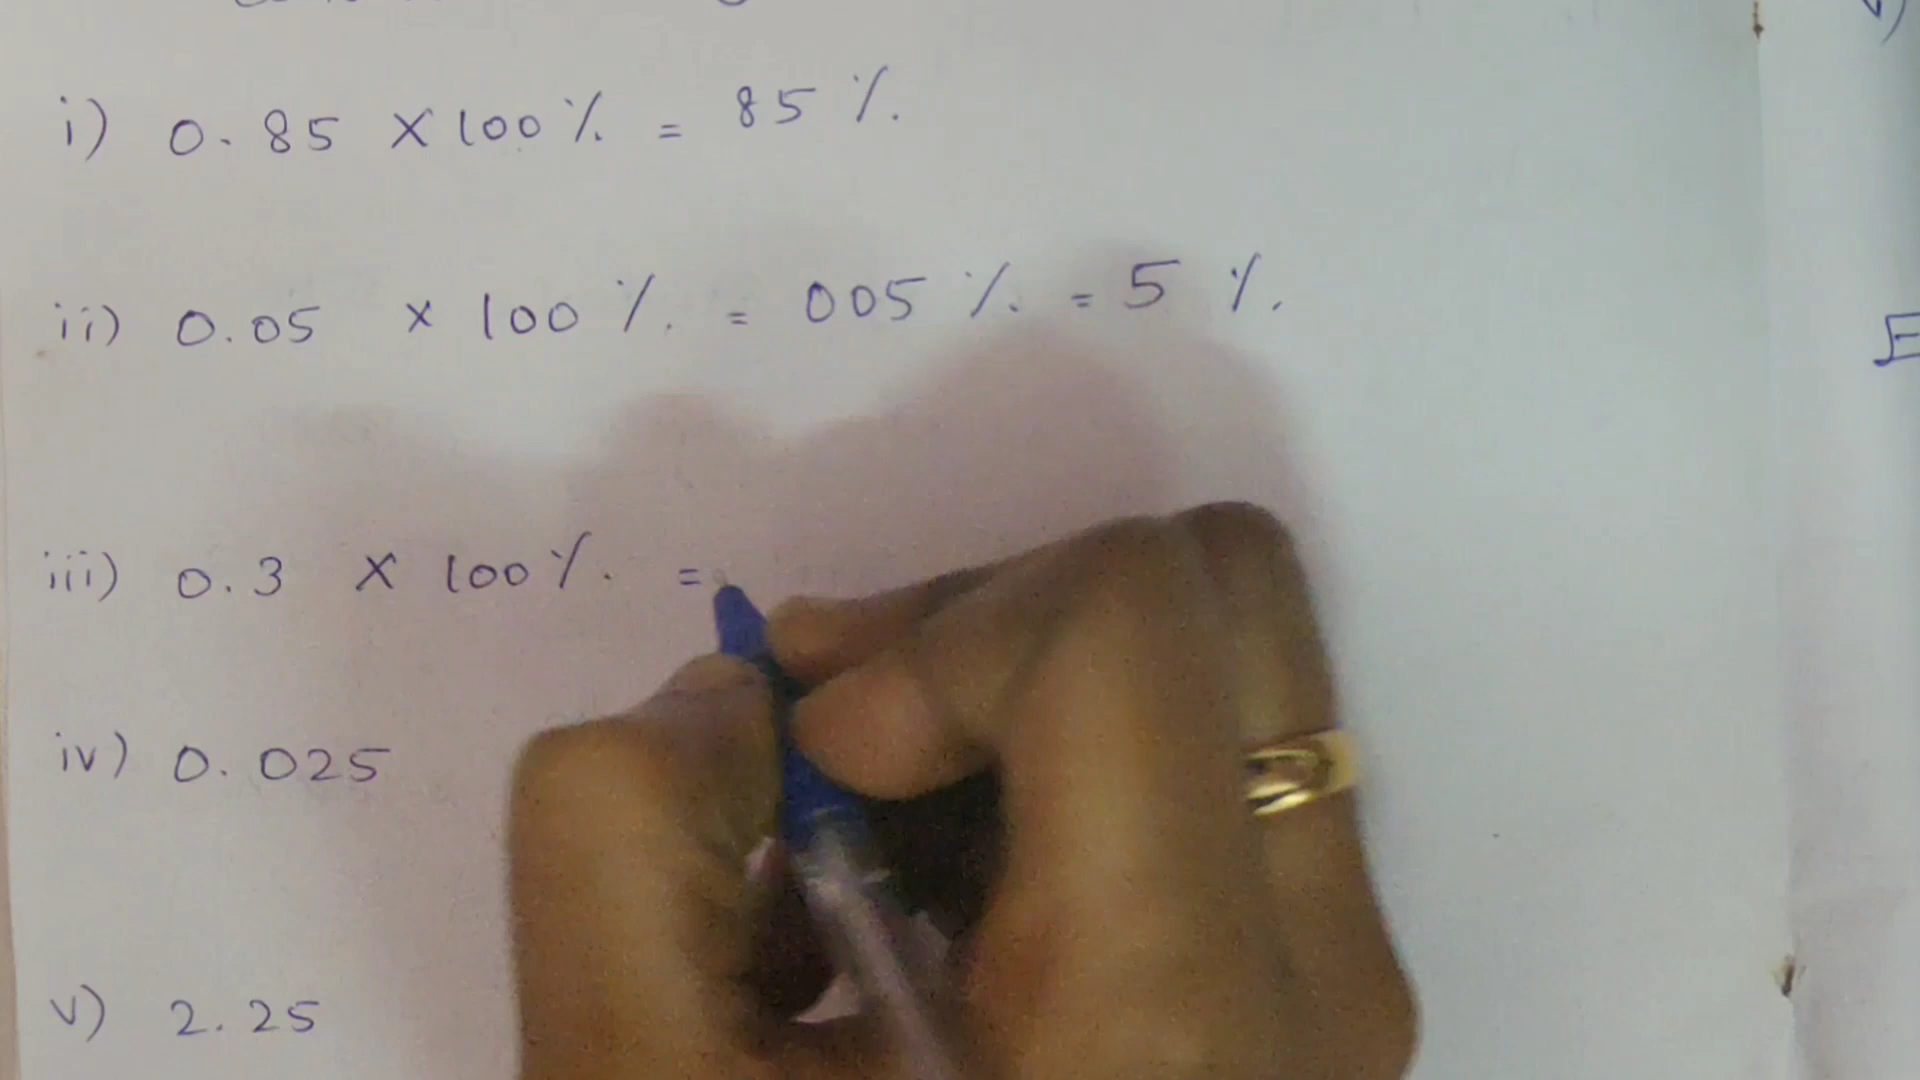 i) 0.85 × 100 % = 85 %.
ii) 0.05 × 100 %. = 005 %. = 5 %.
iii) 0.3 × 100 %. =
iv) 0.025
v) 2.25